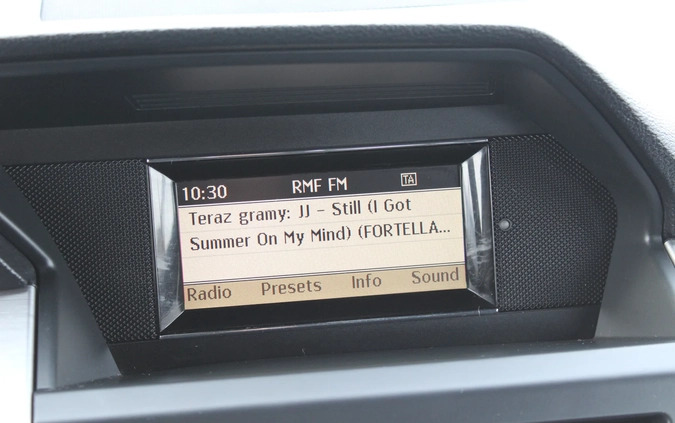 10:30 RMF FM TA
Teraz gramy: JJ - Still (I Got
Summer On My Mind) (FORTELLA...
Radio Presets Info Sound